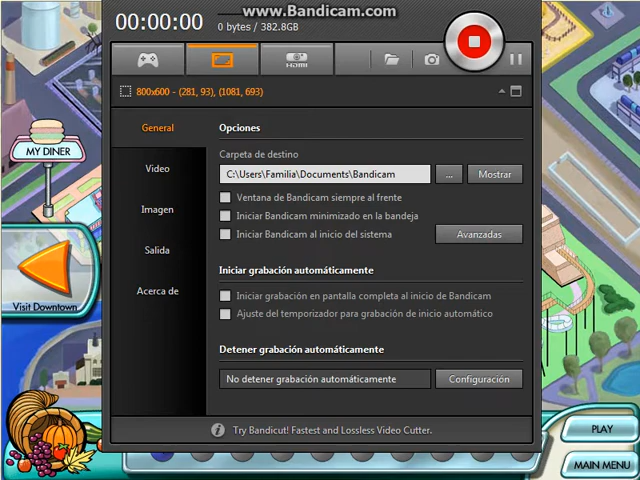 www.Bandicam.com
00:00:00
0 bytes / 382.8GB
HDMI
800x600 - (281, 93), (1081, 693)
General
Video
Imagen
Salida
Acerca de
Opciones
Carpeta de destino
C:\Users\Familia\Documents\Bandicam
...
Mostrar
Ventana de Bandicam siempre al frente
Iniciar Bandicam minimizado en la bandeja
Iniciar Bandicam al inicio del sistema
Avanzadas
Iniciar grabación automáticamente
Iniciar grabación en pantalla completa al inicio de Bandicam
Ajuste del temporizador para grabación de inicio automático
Detener grabación automáticamente
No detener grabación automáticamente
Configuración
Try Bandicut! Fastest and Lossless Video Cutter.
MY DINER
Visit Downtown
PLAY
MAIN MENU